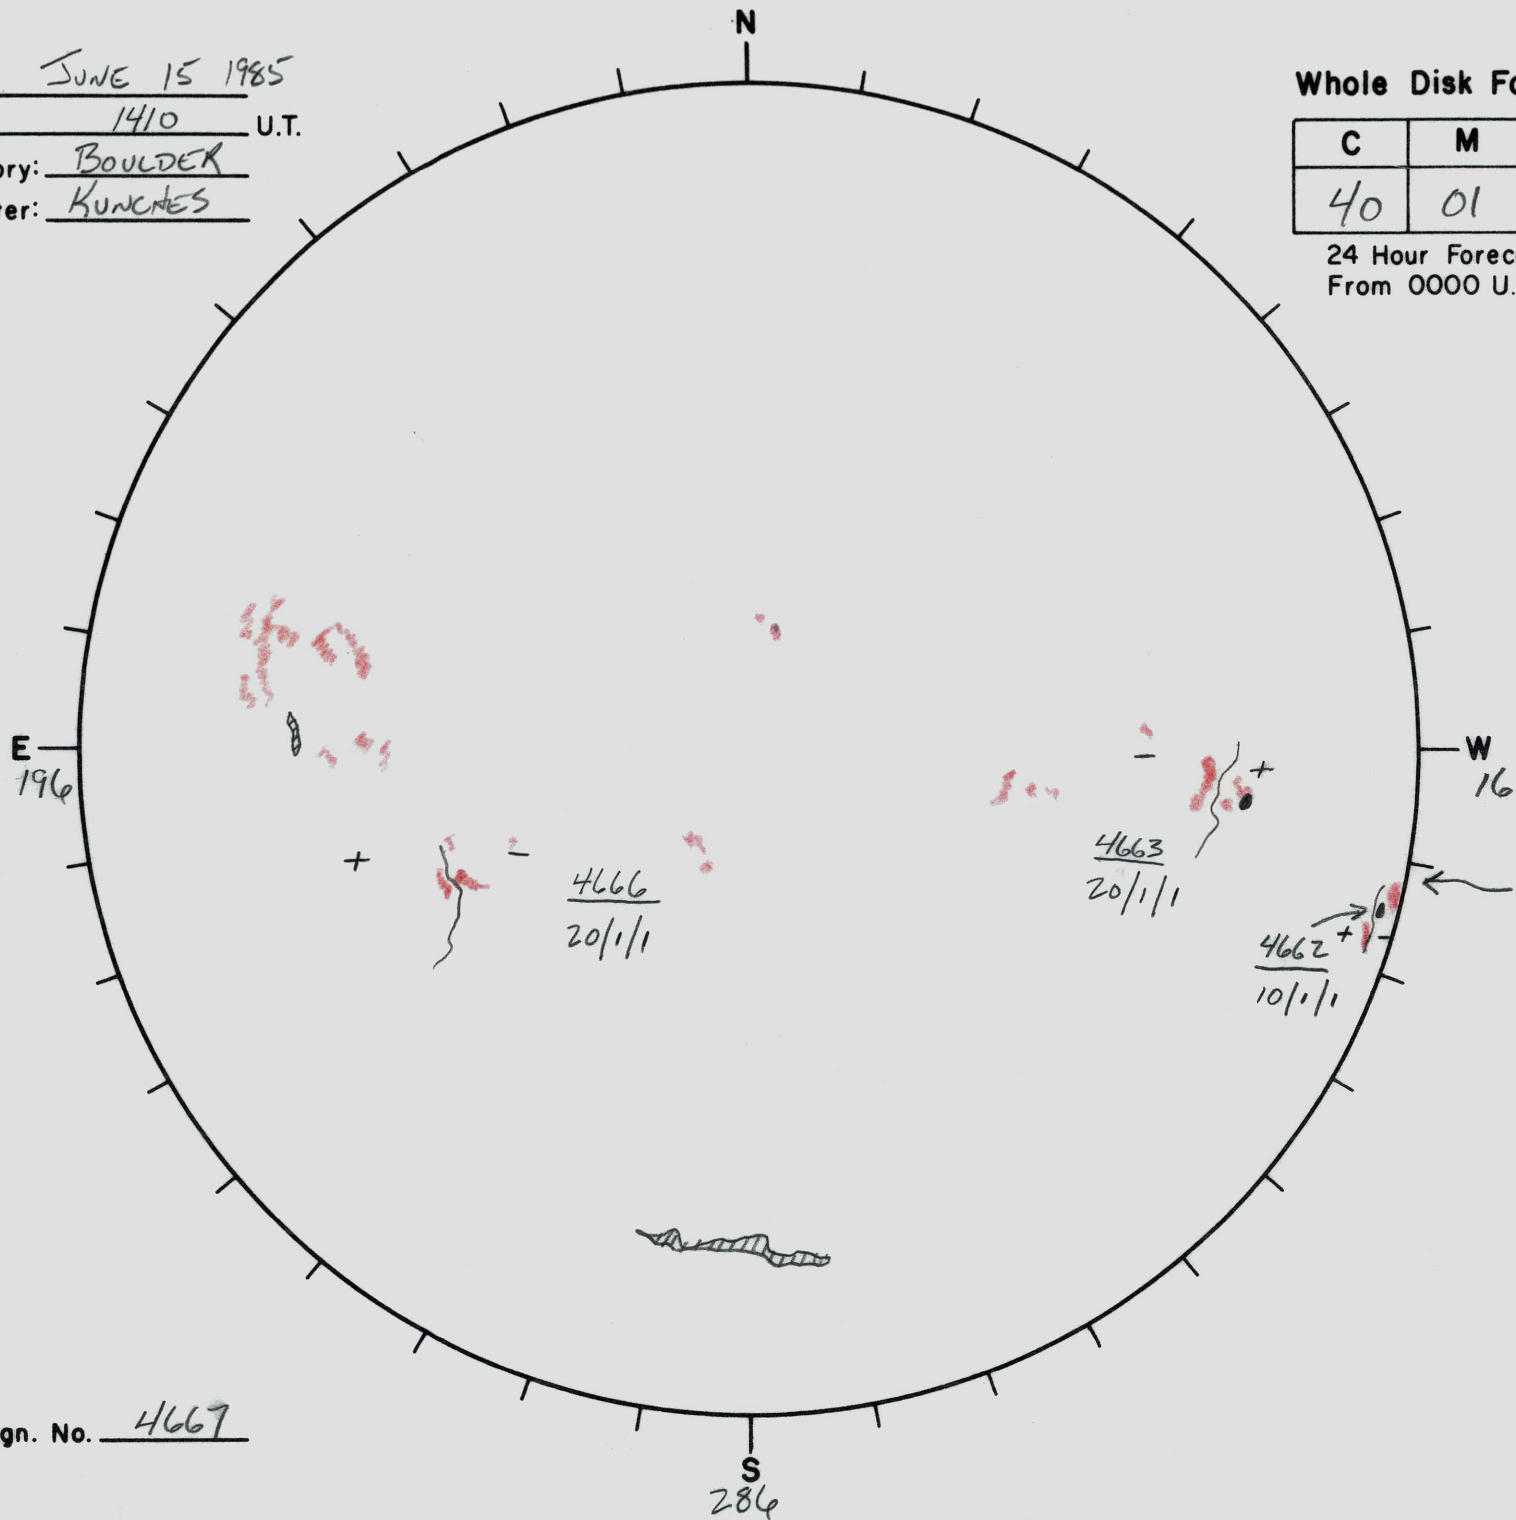 N
JUNE 15 1985
1410 U.T.
ory: BOULDER
er: KUNCHES
Whole Disk Fo
C M
40 01
24 Hour Forec
From 0000 U.
E
196
W
16
-
+
4663
20/1/1
+
-
4666
20/1/1
4662
+ -
10/1/1
gn. No. 4667
S
286